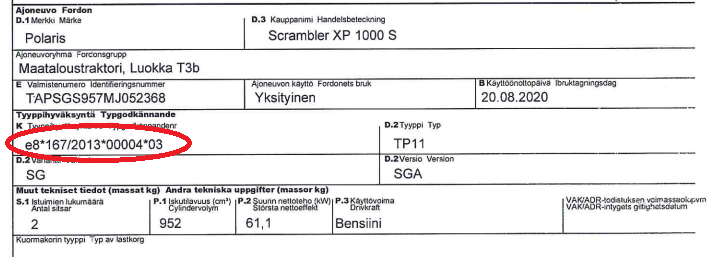 Ajoneuvo Fordon
D.1 Merkki Märke D.3 Kauppanimi Handelsbeteckning
Polaris Scrambler XP 1000 S
Ajoneuvoryhmä Fordonsgrupp
Maataloustraktori, Luokka T3b
E Valmistenumero Identifieringsnummer Ajoneuvon käyttö Fordonets bruk B Käyttöönottopäivä Ibruktagningsdag
TAPSGS957MJ052368 Yksityinen 20.08.2020
Tyyppihyväksyntä Typgodkännande
K D.2 Tyyppi Typ
e8*167/2013*00004*03 TP11
D.2 D.2 Versio Version
SG SGA
Muut tekniset tiedot (massat kg) Andra tekniska uppgifter (massor kg)
S.1 Istuimien lukumäärä P.1 Iskutilavuus (cm³) P.2 Suurin nettoteho (kW) P.3 Käyttövoima VAK/ADR-todistuksen voimassaolopvm
Antal sitsar Cylindervolym Största nettoeffekt Drivkraft VAK/ADR-intygets giltighetsdatum
2 952 61,1 Bensiini
Kuormakorin tyyppi Typ av lastkorg